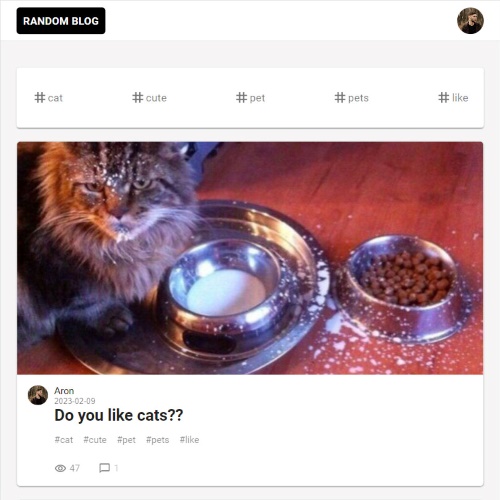 RANDOM BLOG
cat cute pet pets like
Aron
2023-02-09
Do you like cats??
#cat #cute #pet #pets #like
47 1